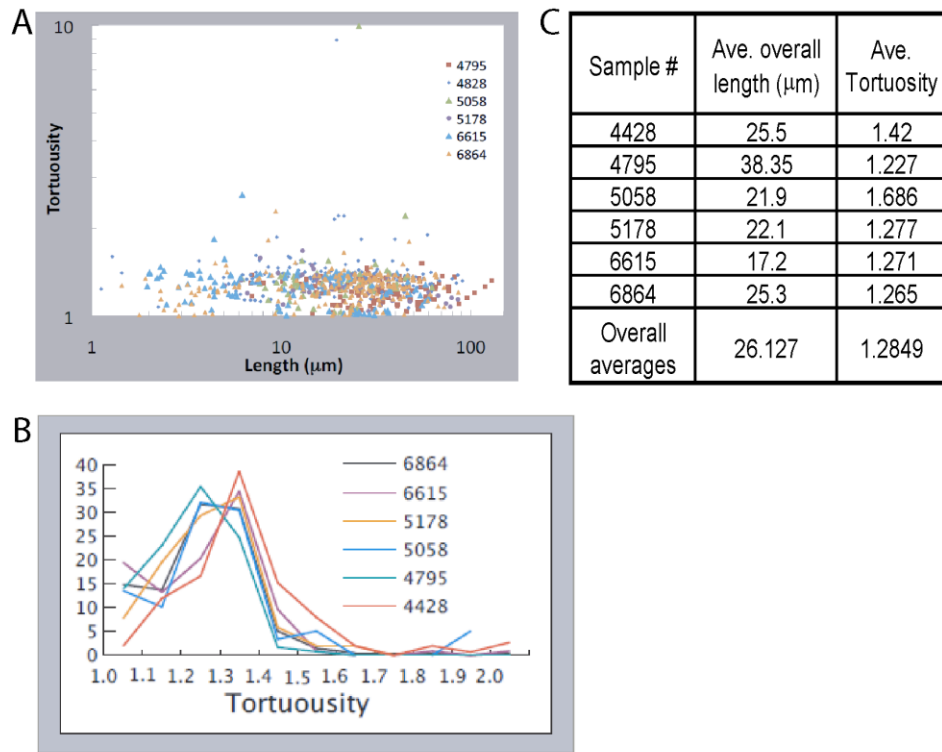 A
10
4795
4828
5058
5178
6615
6864
Tortuousity
1
1 10 100
Length (μm)
C
Sample # Ave. overall length (μm) Ave. Tortuosity
4428 25.5 1.42
4795 38.35 1.227
5058 21.9 1.686
5178 22.1 1.277
6615 17.2 1.271
6864 25.3 1.265
Overall averages 26.127 1.2849
B
40
35
30
25
20
15
10
5
0
6864
6615
5178
5058
4795
4428
1.0 1.1 1.2 1.3 1.4 1.5 1.6 1.7 1.8 1.9 2.0
Tortuousity